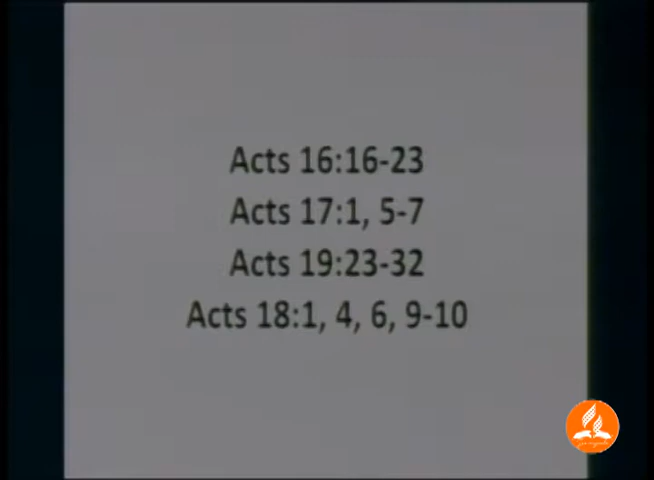 Acts 16:16-23
Acts 17:1, 5-7
Acts 19:23-32
Acts 18:1, 4, 6, 9-10